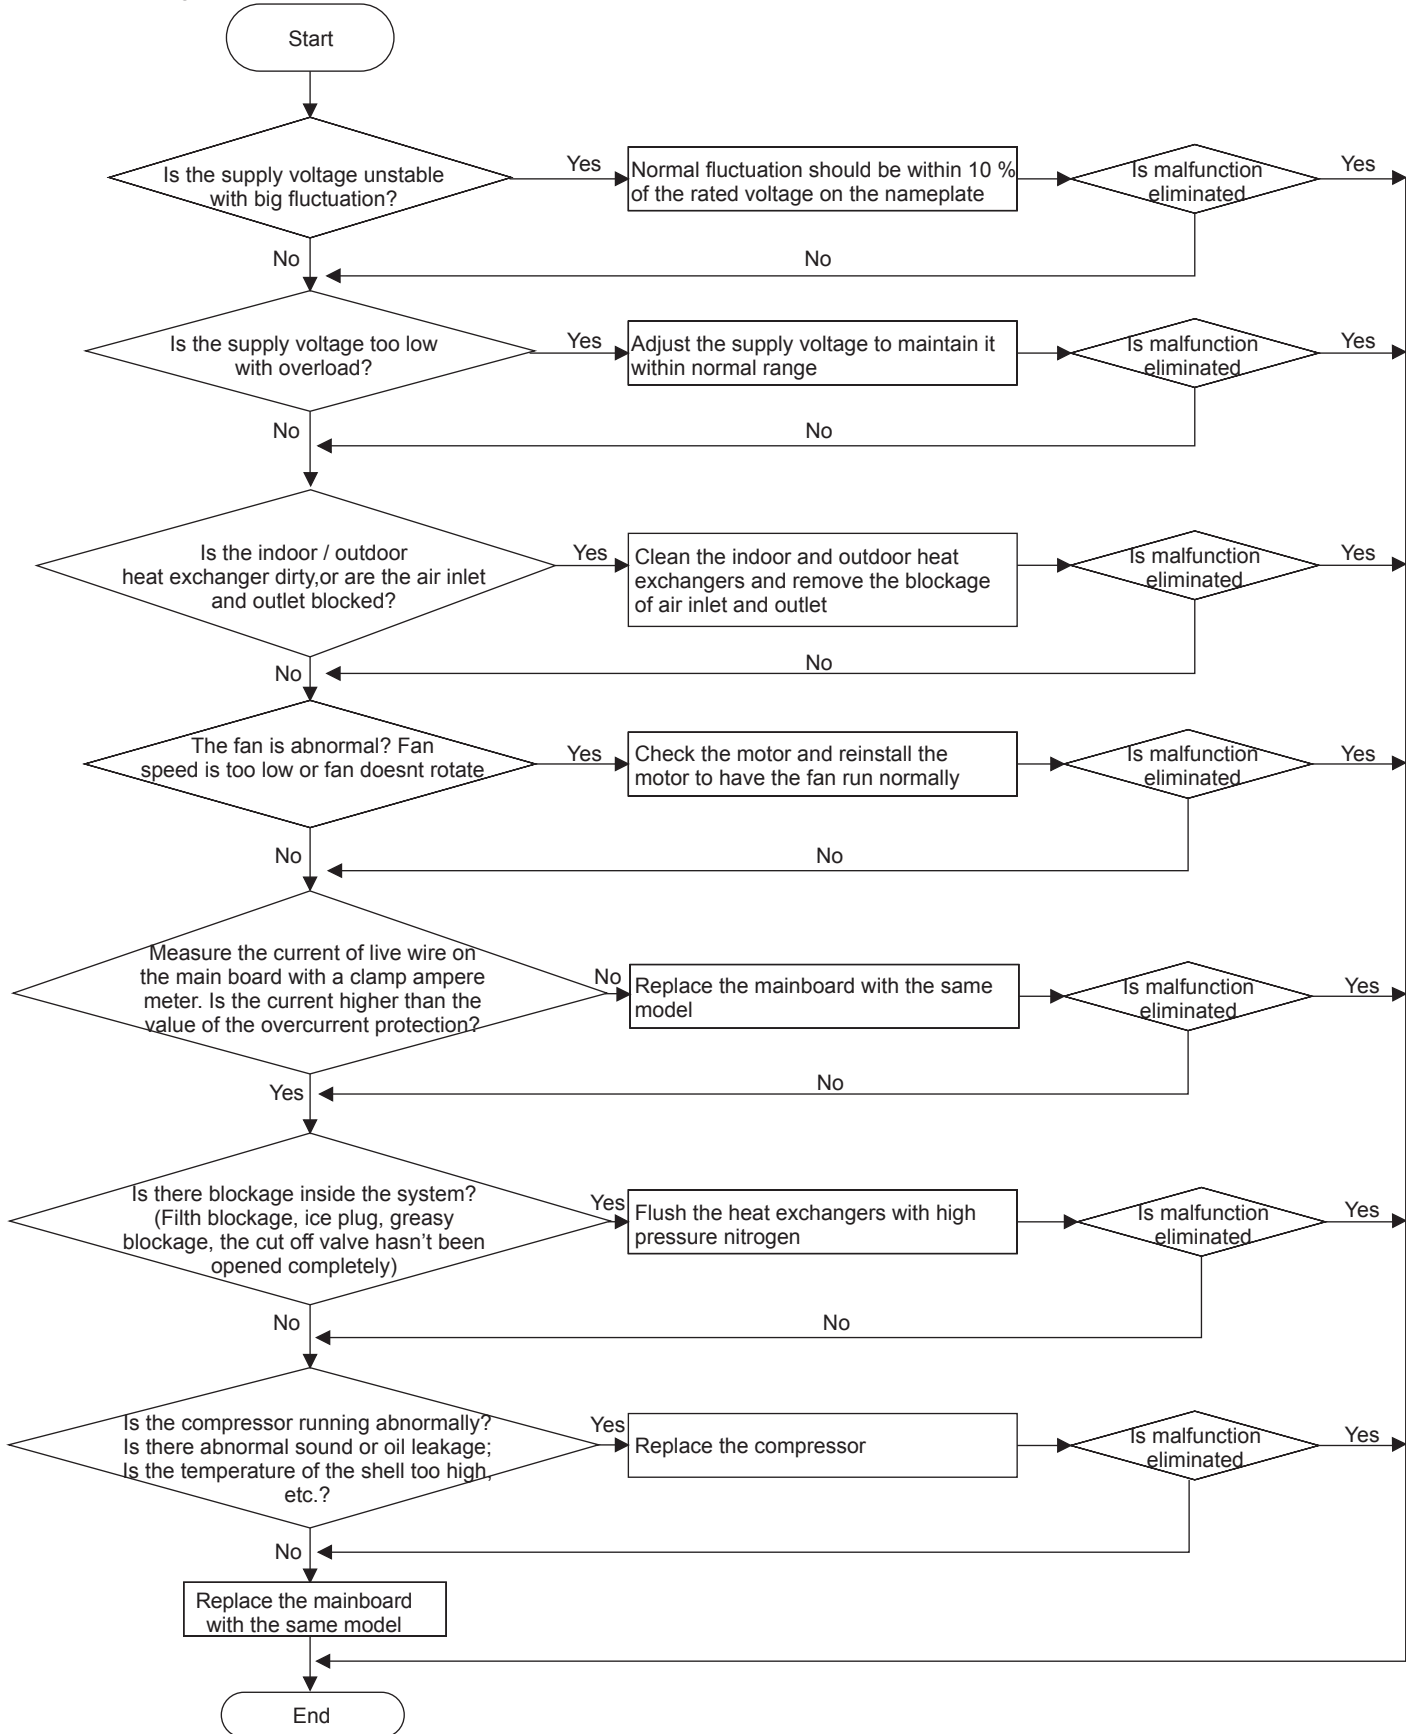 Start
Is the supply voltage unstable
with big fluctuation?
Yes
Normal fluctuation should be within 10 %
of the rated voltage on the nameplate
Is malfunction
eliminated
Yes
No
No
Is the supply voltage too low
with overload?
Yes
Adjust the supply voltage to maintain it
within normal range
Is malfunction
eliminated
Yes
No
No
Is the indoor / outdoor
heat exchanger dirty,or are the air inlet
and outlet blocked?
Yes
Clean the indoor and outdoor heat
exchangers and remove the blockage
of air inlet and outlet
Is malfunction
eliminated
Yes
No
No
The fan is abnormal? Fan
speed is too low or fan doesnt rotate
Yes
Check the motor and reinstall the
motor to have the fan run normally
Is malfunction
eliminated
Yes
No
No
Measure the current of live wire on
the main board with a clamp ampere
meter. Is the current higher than the
value of the overcurrent protection?
No
Replace the mainboard with the same
model
Is malfunction
eliminated
Yes
Yes
No
Is there blockage inside the system?
(Filth blockage, ice plug, greasy
blockage, the cut off valve hasn’t been
opened completely)
Yes
Flush the heat exchangers with high
pressure nitrogen
Is malfunction
eliminated
Yes
No
No
Is the compressor running abnormally?
Is there abnormal sound or oil leakage;
Is the temperature of the shell too high,
etc.?
Yes
Replace the compressor
Is malfunction
eliminated
Yes
No
Replace the mainboard
with the same model
End